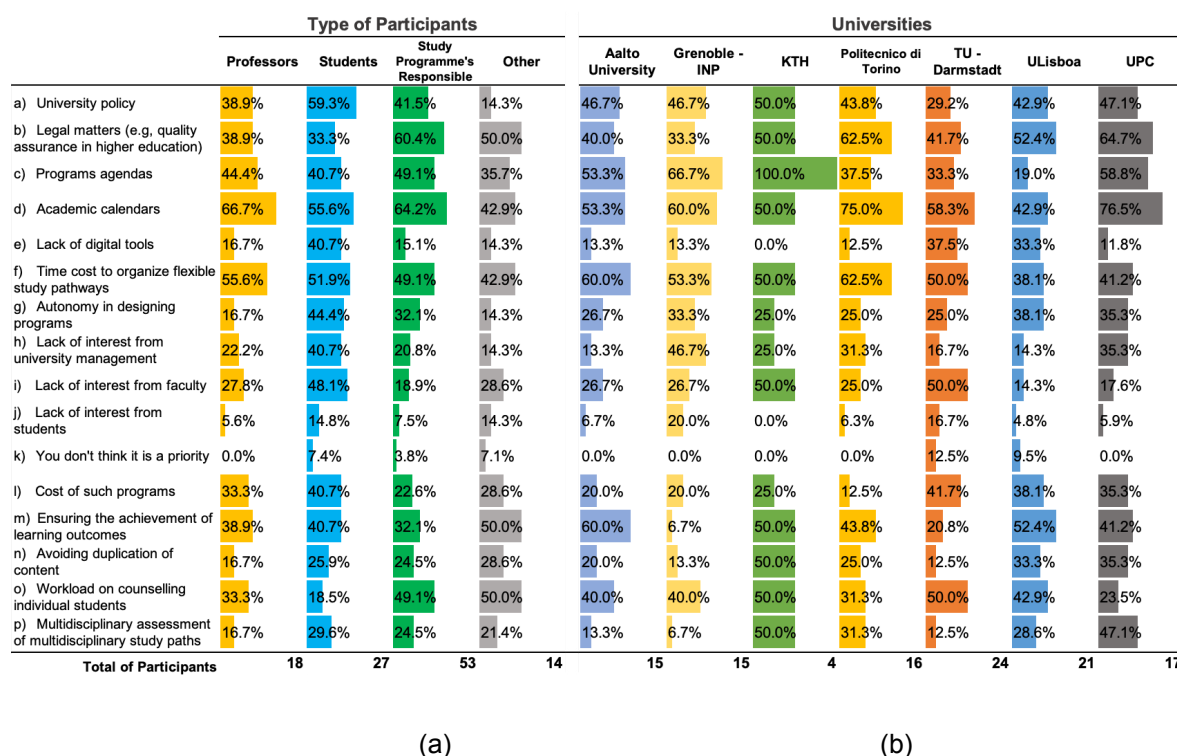 Type of Participants Universities
Professors Students Study Programme's Responsible Other Aalto University Grenoble - INP KTH Politecnico di Torino TU - Darmstadt ULisboa UPC
a) University policy 38.9% 59.3% 41.5% 14.3% 46.7% 46.7% 50.0% 43.8% 29.2% 42.9% 47.1%
b) Legal matters (e.g, quality assurance in higher education) 38.9% 33.3% 60.4% 50.0% 40.0% 33.3% 50.0% 62.5% 41.7% 52.4% 64.7%
c) Programs agendas 44.4% 40.7% 49.1% 35.7% 53.3% 66.7% 100.0% 37.5% 33.3% 19.0% 58.8%
d) Academic calendars 66.7% 55.6% 64.2% 42.9% 53.3% 60.0% 50.0% 75.0% 58.3% 42.9% 76.5%
e) Lack of digital tools 16.7% 40.7% 15.1% 14.3% 13.3% 13.3% 0.0% 12.5% 37.5% 33.3% 11.8%
f) Time cost to organize flexible study pathways 55.6% 51.9% 49.1% 42.9% 60.0% 53.3% 50.0% 62.5% 50.0% 38.1% 41.2%
g) Autonomy in designing programs 16.7% 44.4% 32.1% 14.3% 26.7% 33.3% 25.0% 25.0% 25.0% 38.1% 35.3%
h) Lack of interest from university management 22.2% 40.7% 20.8% 14.3% 13.3% 46.7% 25.0% 31.3% 16.7% 14.3% 35.3%
i) Lack of interest from faculty 27.8% 48.1% 18.9% 28.6% 26.7% 26.7% 50.0% 25.0% 50.0% 14.3% 17.6%
j) Lack of interest from students 5.6% 14.8% 7.5% 14.3% 6.7% 20.0% 0.0% 6.3% 16.7% 4.8% 5.9%
k) You don't think it is a priority 0.0% 7.4% 3.8% 7.1% 0.0% 0.0% 0.0% 0.0% 12.5% 9.5% 0.0%
l) Cost of such programs 33.3% 40.7% 22.6% 28.6% 20.0% 20.0% 25.0% 12.5% 41.7% 38.1% 35.3%
m) Ensuring the achievement of learning outcomes 38.9% 40.7% 32.1% 50.0% 60.0% 6.7% 50.0% 43.8% 20.8% 52.4% 41.2%
n) Avoiding duplication of content 16.7% 25.9% 24.5% 28.6% 20.0% 13.3% 50.0% 25.0% 12.5% 33.3% 35.3%
o) Workload on counselling individual students 33.3% 18.5% 49.1% 50.0% 40.0% 40.0% 50.0% 31.3% 50.0% 42.9% 23.5%
p) Multidisciplinary assessment of multidisciplinary study paths 16.7% 29.6% 24.5% 21.4% 13.3% 6.7% 50.0% 31.3% 12.5% 28.6% 47.1%
Total of Participants 18 27 53 14 15 15 4 16 24 21 17
(a) (b)